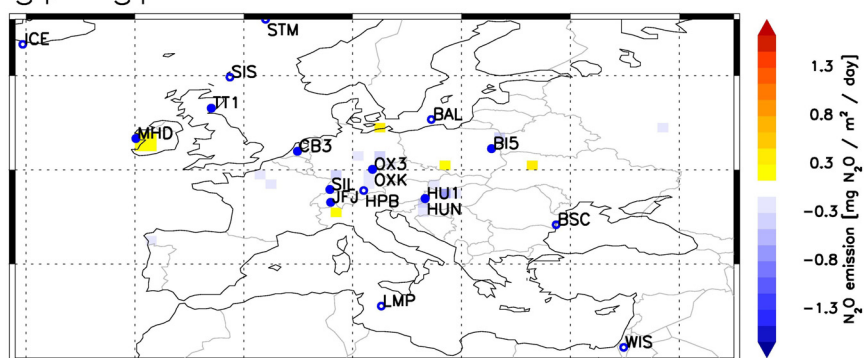 ICE
STM
SIS
TT1
BAL
MHD
CB3
BI5
OX3
OXK
SIL
JFJ
HPB
HU1
HUN
BSC
LMP
WIS
1.3
0.8
0.3
−0.3
−0.8
−1.3
N₂O emission [mg N₂O / m² / day]